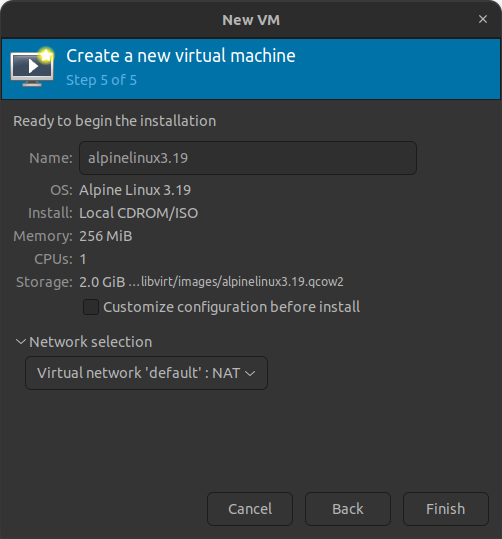 New VM
Create a new virtual machine
Step 5 of 5
Ready to begin the installation
Name: alpinelinux3.19
OS: Alpine Linux 3.19
Install: Local CDROM/ISO
Memory: 256 MiB
CPUs: 1
Storage: 2.0 GiB ...libvirt/images/alpinelinux3.19.qcow2
Customize configuration before install
Network selection
Virtual network 'default' : NAT
Cancel Back Finish